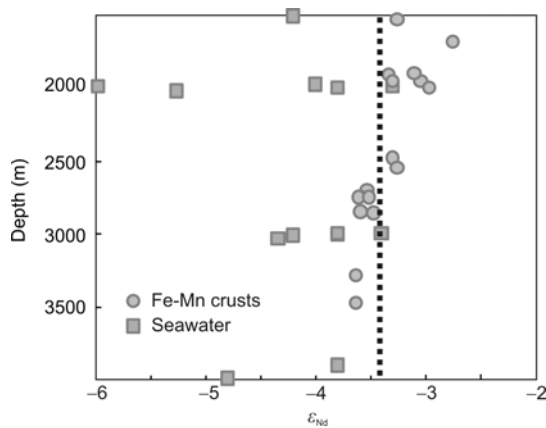 2000
2500
3000
3500
Depth (m)
Fe-Mn crusts
Seawater
−6
−5
−4
−3
−2
εNd